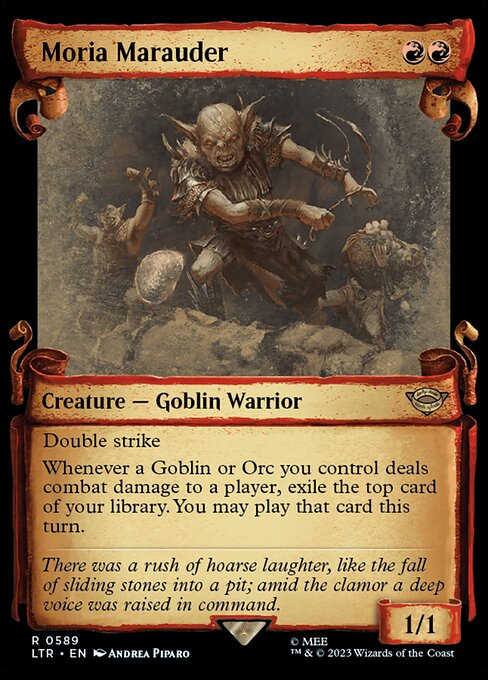 Moria Marauder
Creature — Goblin Warrior
Double strike
Whenever a Goblin or Orc you control deals
combat damage to a player, exile the top card
of your library. You may play that card this
turn.
There was a rush of hoarse laughter, like the fall
of sliding stones into a pit; amid the clamor a deep
voice was raised in command.
1/1
R 0589
LTR • EN Andrea Piparo
© MEE
™ & © 2023 Wizards of the Coast